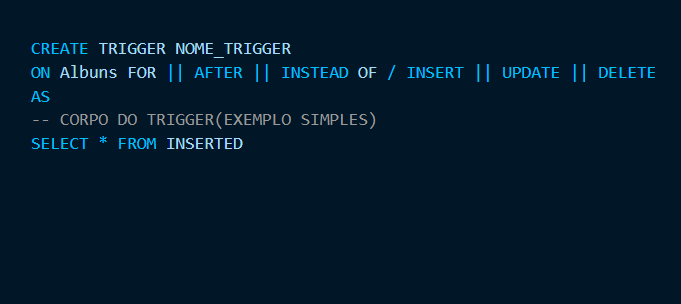 CREATE TRIGGER NOME_TRIGGER
ON Albuns FOR || AFTER || INSTEAD OF / INSERT || UPDATE || DELETE
AS
-- CORPO DO TRIGGER(EXEMPLO SIMPLES)
SELECT * FROM INSERTED